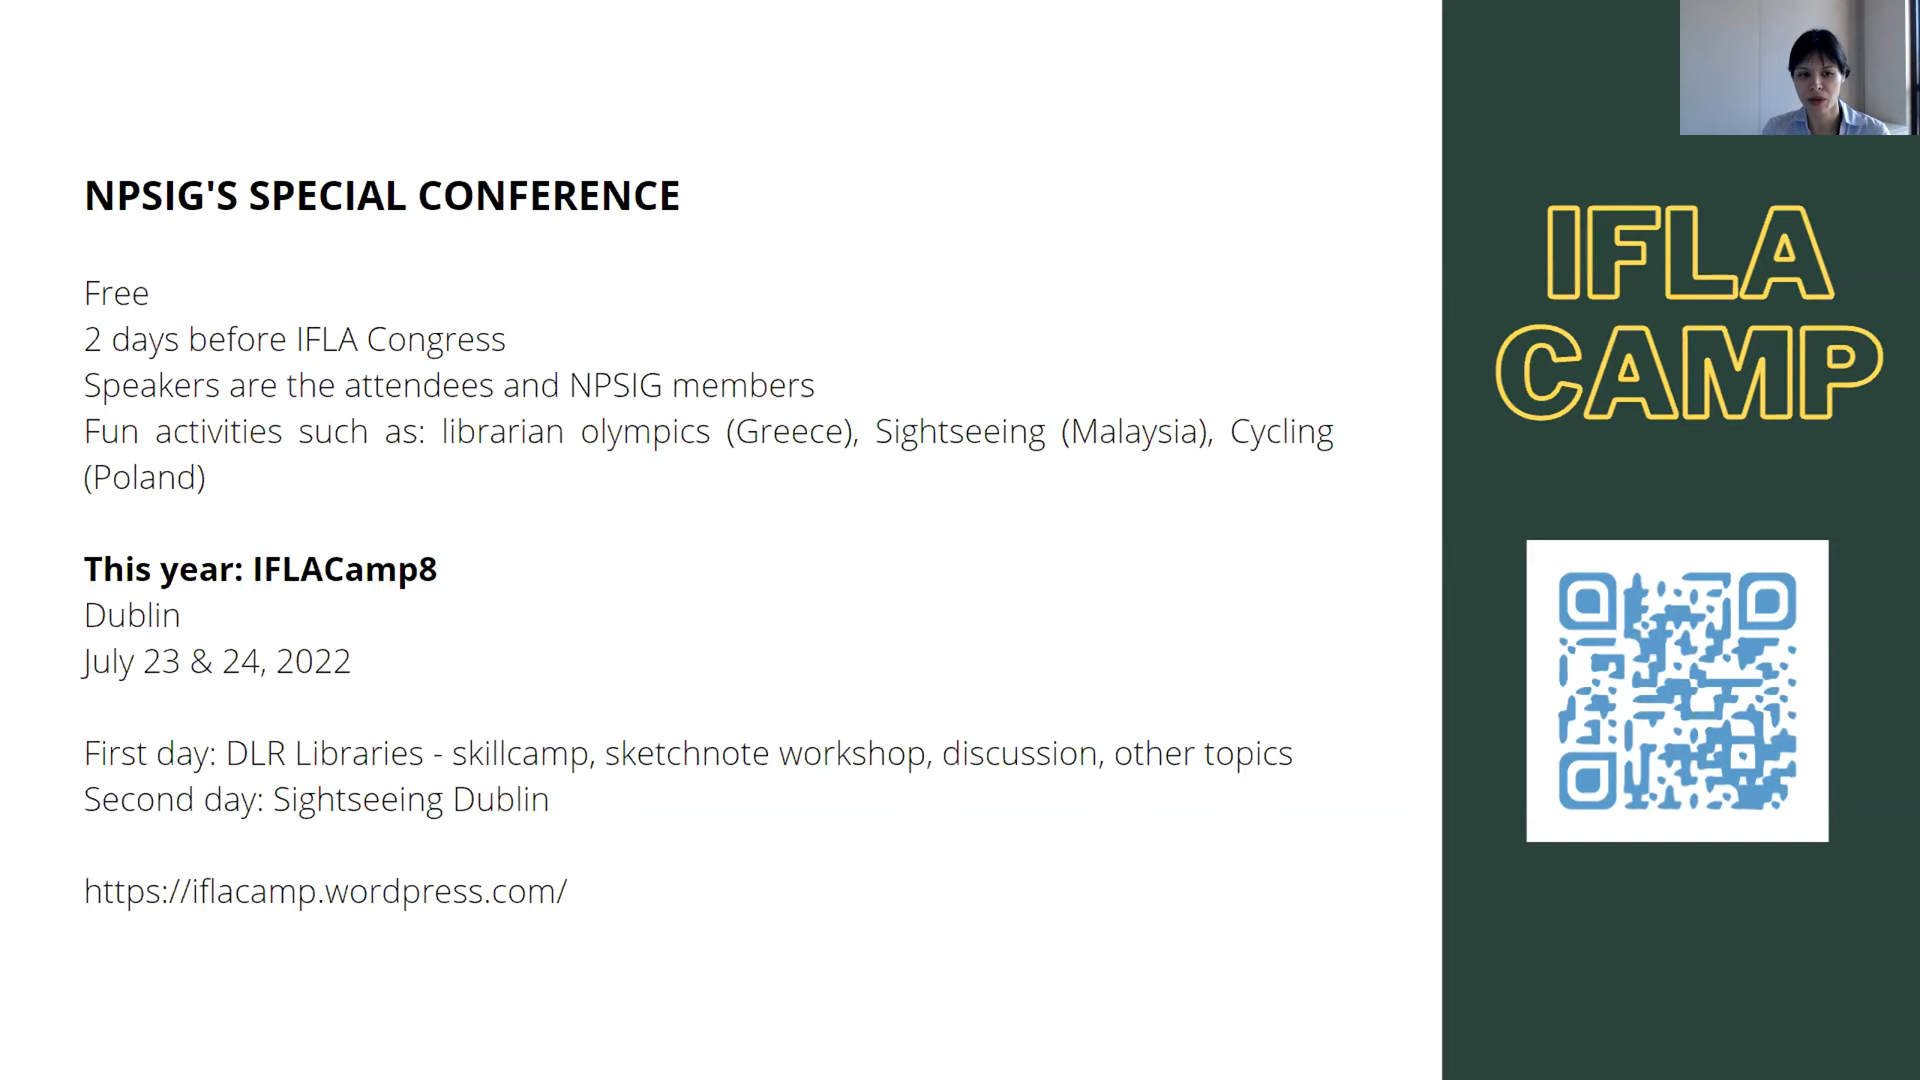 NPSIG'S SPECIAL CONFERENCE
Free
2 days before IFLA Congress
Speakers are the attendees and NPSIG members
Fun activities such as: librarian olympics (Greece), Sightseeing (Malaysia), Cycling
(Poland)
This year: IFLACamp8
Dublin
July 23 & 24, 2022
First day: DLR Libraries - skillcamp, sketchnote workshop, discussion, other topics
Second day: Sightseeing Dublin
https://iflacamp.wordpress.com/
IFLA
CAMP